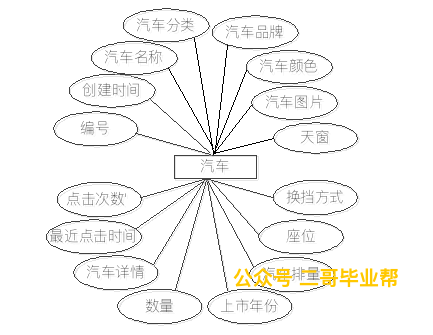 汽车分类
汽车品牌
汽车名称
汽车颜色
创建时间
汽车图片
编号
天窗
汽车
点击次数'
换挡方式
最近点击时间
座位
汽车详情
排量
公众号 二哥毕业帮
数量
上市年份